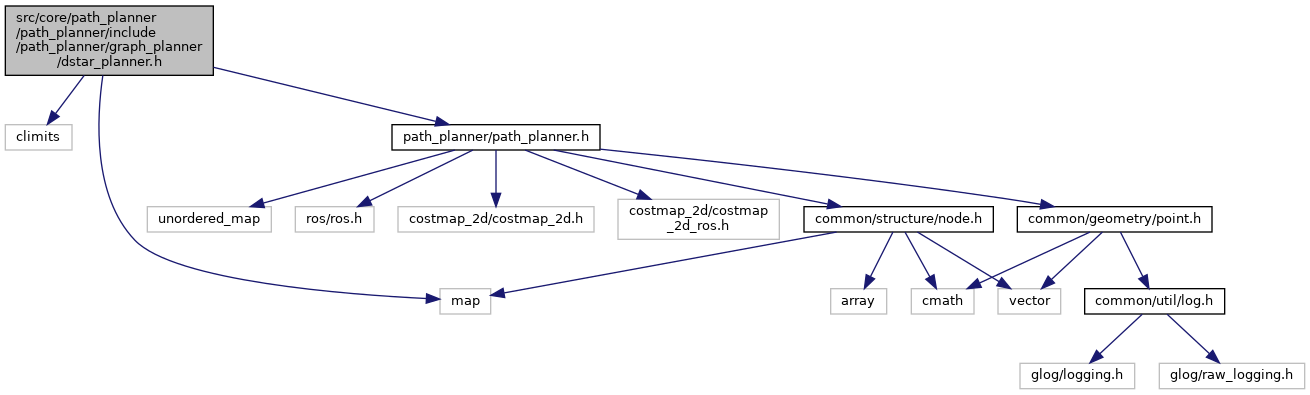 src/core/path_planner
/path_planner/include
/path_planner/graph_planner
/dstar_planner.h
climits
path_planner/path_planner.h
unordered_map
ros/ros.h
costmap_2d/costmap_2d.h
costmap_2d/costmap
_2d_ros.h
common/structure/node.h
common/geometry/point.h
map
array
cmath
vector
common/util/log.h
glog/logging.h
glog/raw_logging.h